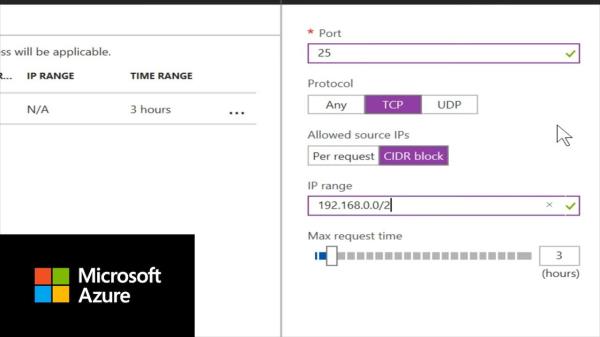 ss will be applicable.
R... IP RANGE TIME RANGE
N/A 3 hours ...
Microsoft
Azure
* Port
25
Protocol
Any TCP UDP
Allowed source IPs
Per request CIDR block
IP range
192.168.0.0/2
Max request time
3
(hours)